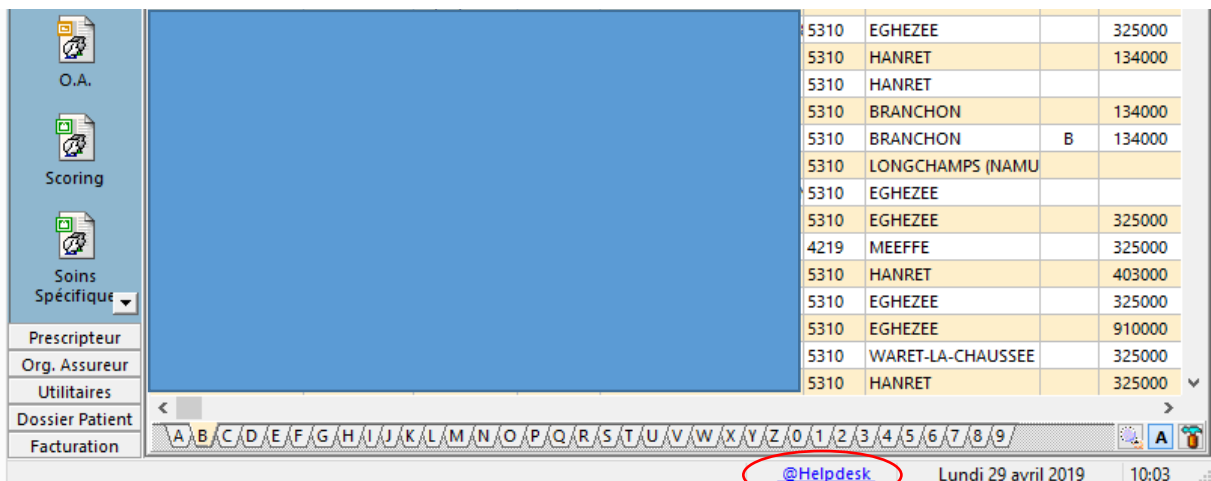 5310 EGHEZEE 325000
5310 HANRET 134000
O.A.
5310 HANRET
5310 BRANCHON 134000
5310 BRANCHON B 134000
Scoring
5310 LONGCHAMPS (NAMU
5310 EGHEZEE
5310 EGHEZEE 325000
4219 MEEFFE 325000
Soins
Spécifique
5310 HANRET 403000
5310 EGHEZEE 325000
Prescripteur
5310 EGHEZEE 910000
Org. Assureur
5310 WARET-LA-CHAUSSEE 325000
Utilitaires
5310 HANRET 325000
Dossier Patient
Facturation
A B C D E F G H I J K L M N O P Q R S T U V W X Y Z 0 1 2 3 4 5 6 7 8 9
A
@Helpdesk Lundi 29 avril 2019 10:03